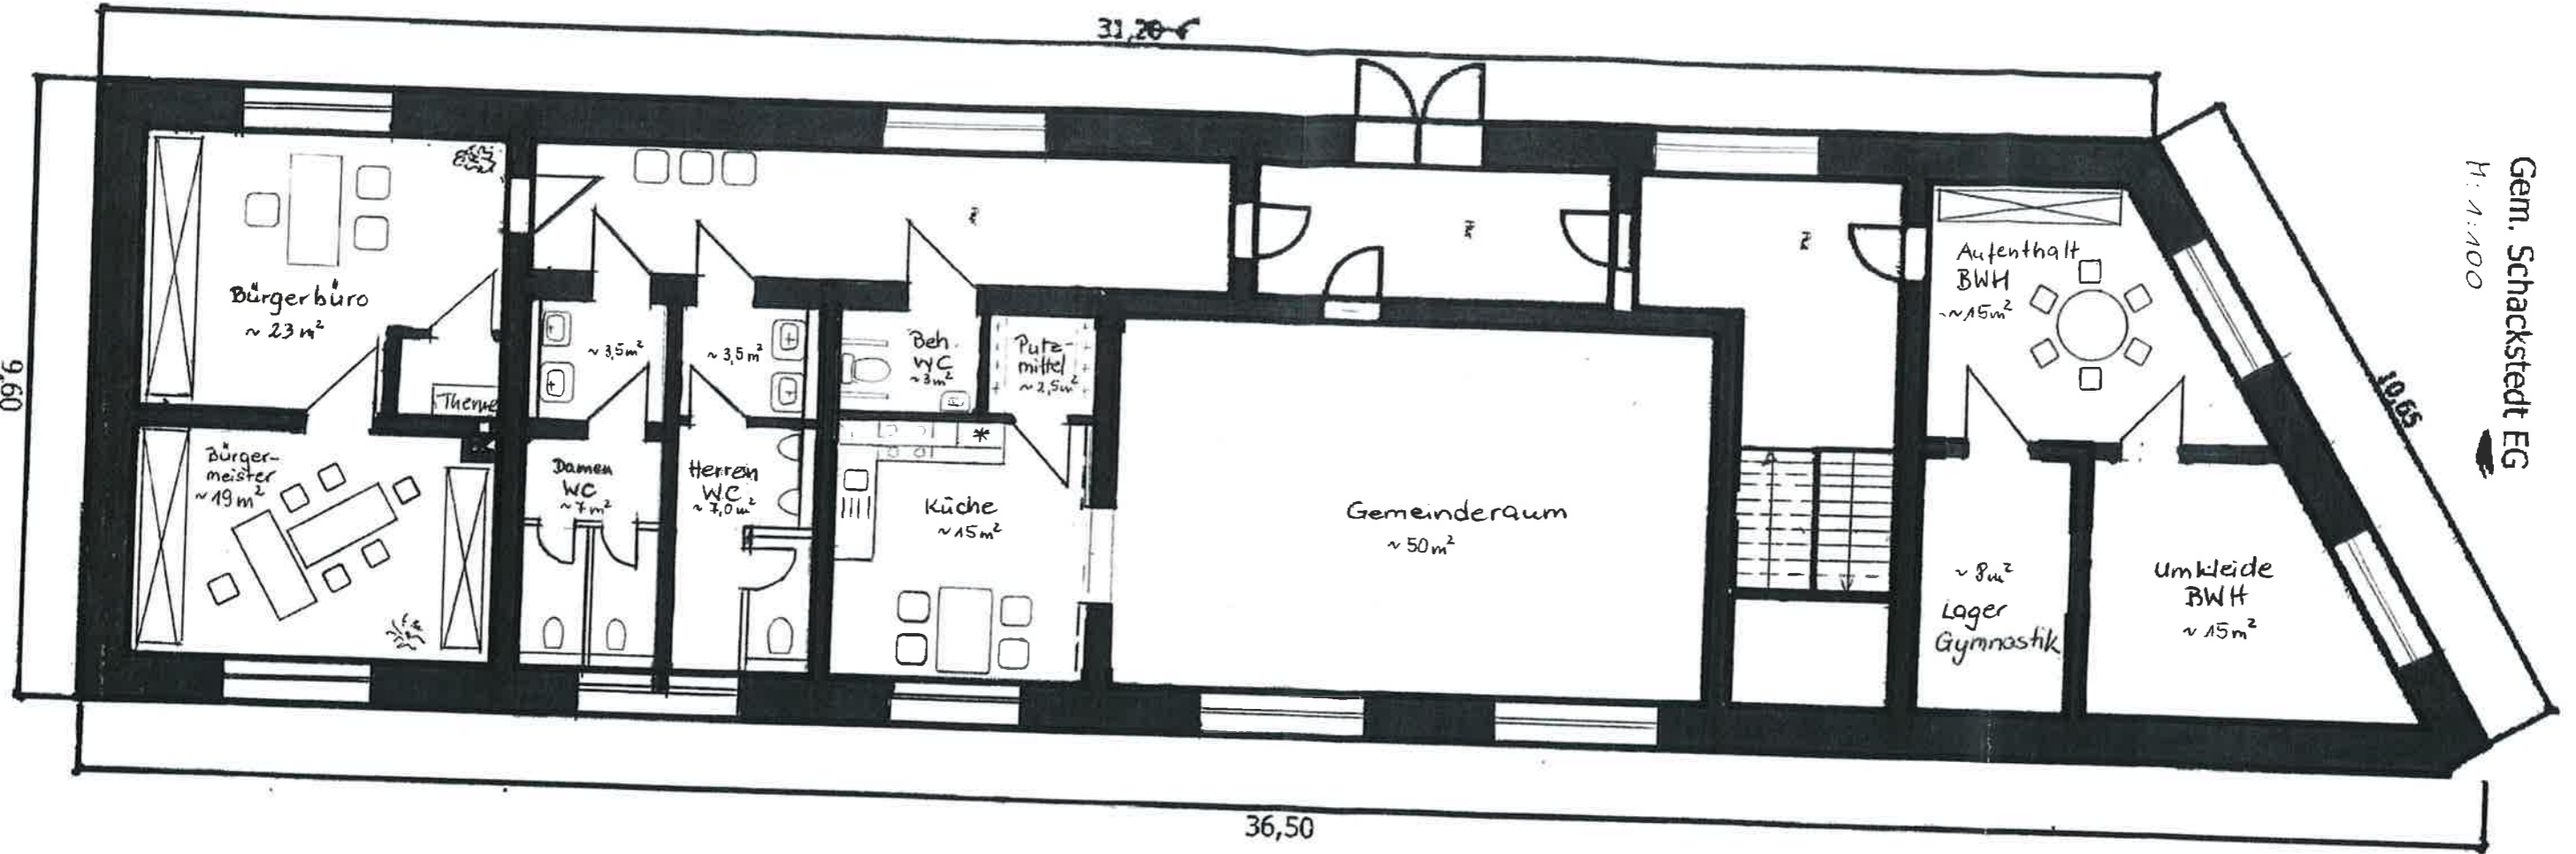 31,20
9,60
Bürgerbüro
~ 23 m²
Therme
Bürger-
meister
~ 19 m²
~ 3,5 m²
~ 3,5 m²
Damen
WC
~ 7 m²
Herren
WC
~ 7,0 m²
Beh.
WC
~ 3 m²
Putz-
mittel
~ 2,5 m²
Küche
~ 15 m²
Gemeinderaum
~ 50 m²
Aufenthalt
BWH
~ 15 m²
~ 8 m²
Lager
Gymnastik
Umkleide
BWH
~ 15 m²
10,65
36,50
Gem. Schackstedt EG
M: 1:100